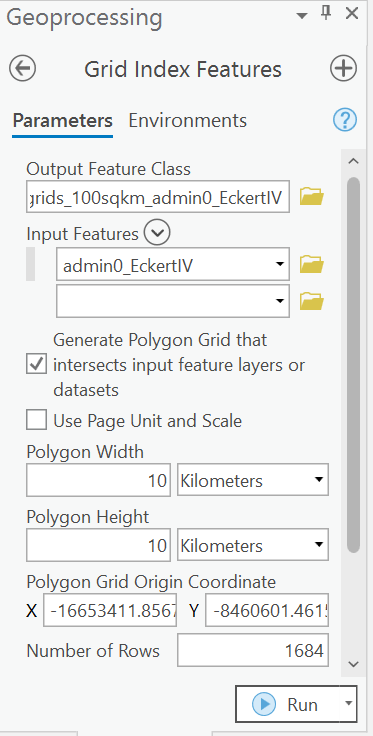 Geoprocessing
Grid Index Features
Parameters Environments
Output Feature Class
grids_100sqkm_admin0_EckertIV
Input Features
admin0_EckertIV
Generate Polygon Grid that
intersects input feature layers or
datasets
Use Page Unit and Scale
Polygon Width
10 Kilometers
Polygon Height
10 Kilometers
Polygon Grid Origin Coordinate
X -16653411.8567 Y -8460601.4615
Number of Rows 1684
Run